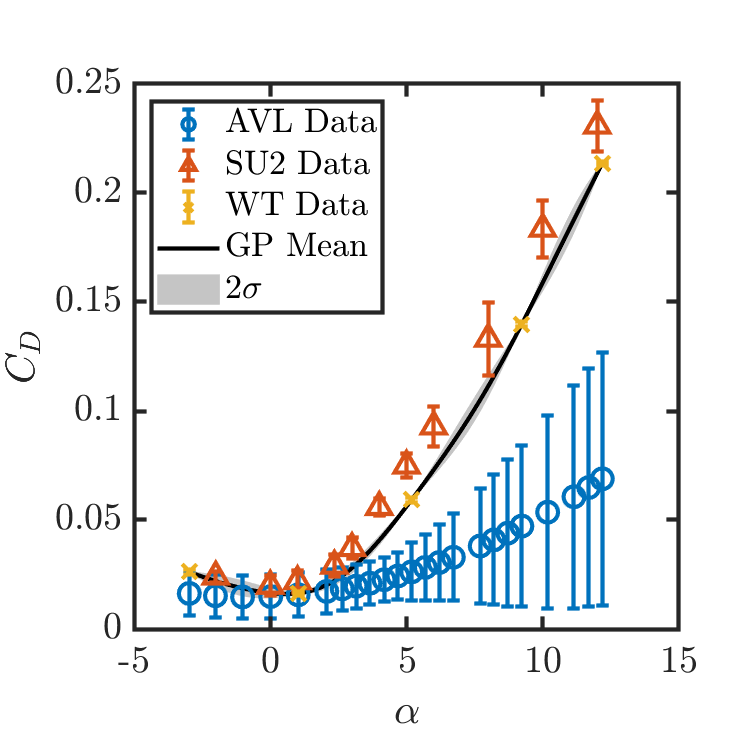 0.25
0.2
0.15
0.1
0.05
0
-5
0
5
10
15
C_D
α
AVL Data
SU2 Data
WT Data
GP Mean
2σ